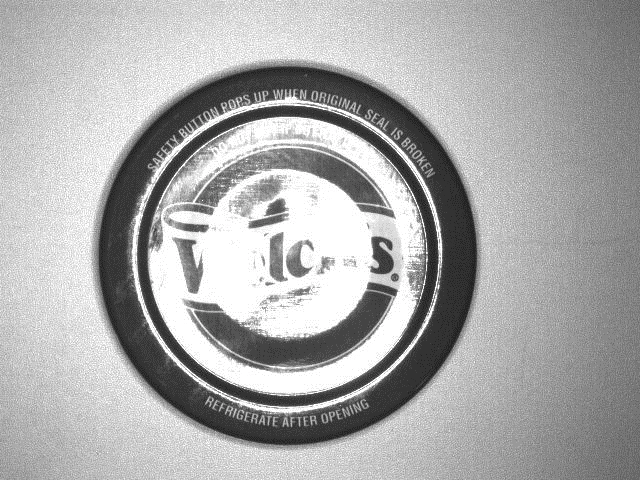 SAFETY BUTTON POPS UP WHEN ORIGINAL SEAL IS BROKEN
Welch's®
REFRIGERATE AFTER OPENING